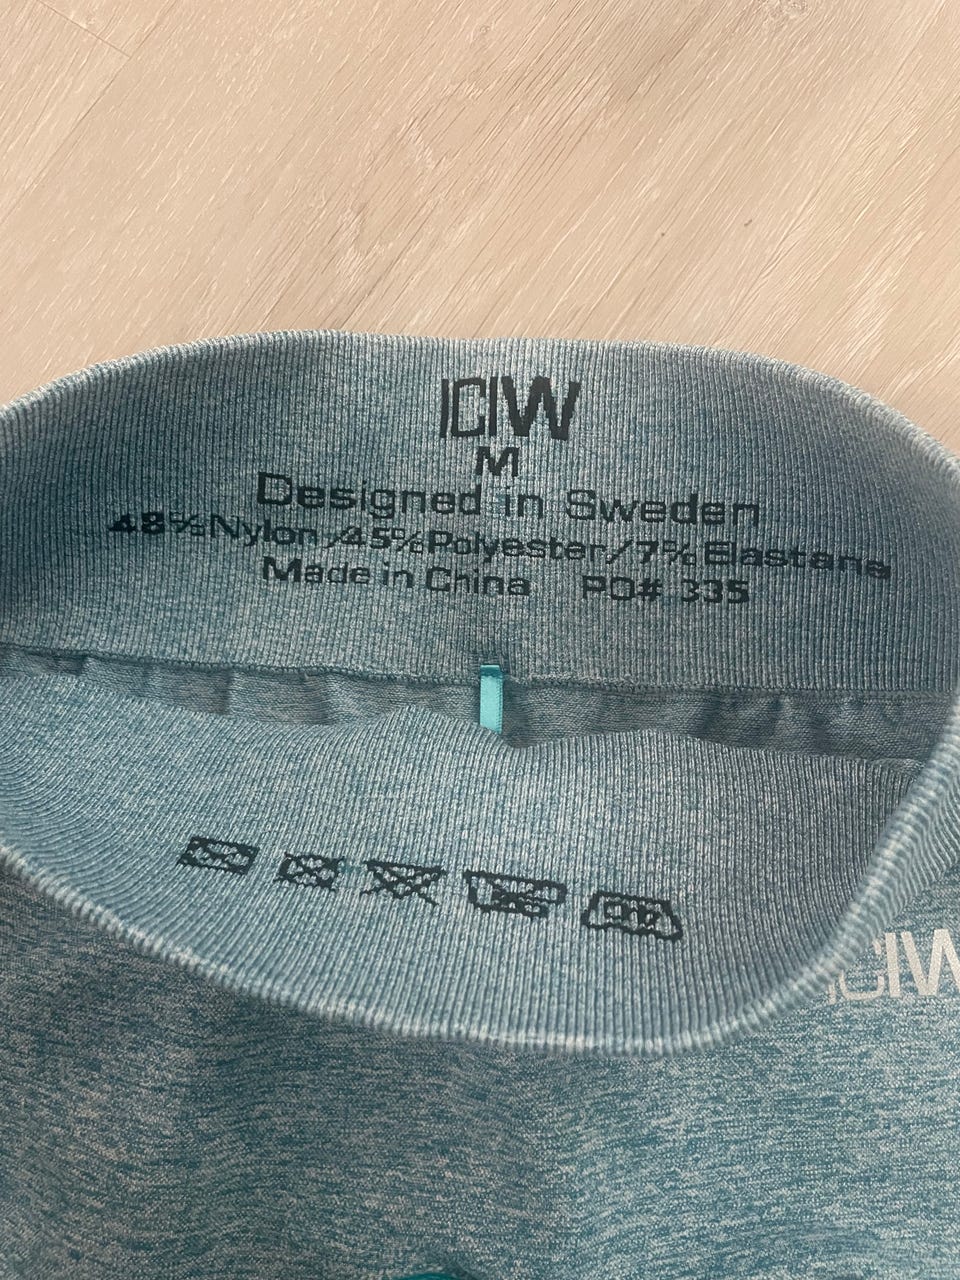 ICIW
M
Designed in Sweden
48%Nylon/45%Polyester/7%Elastane
Made in China PO# 335
ICIW